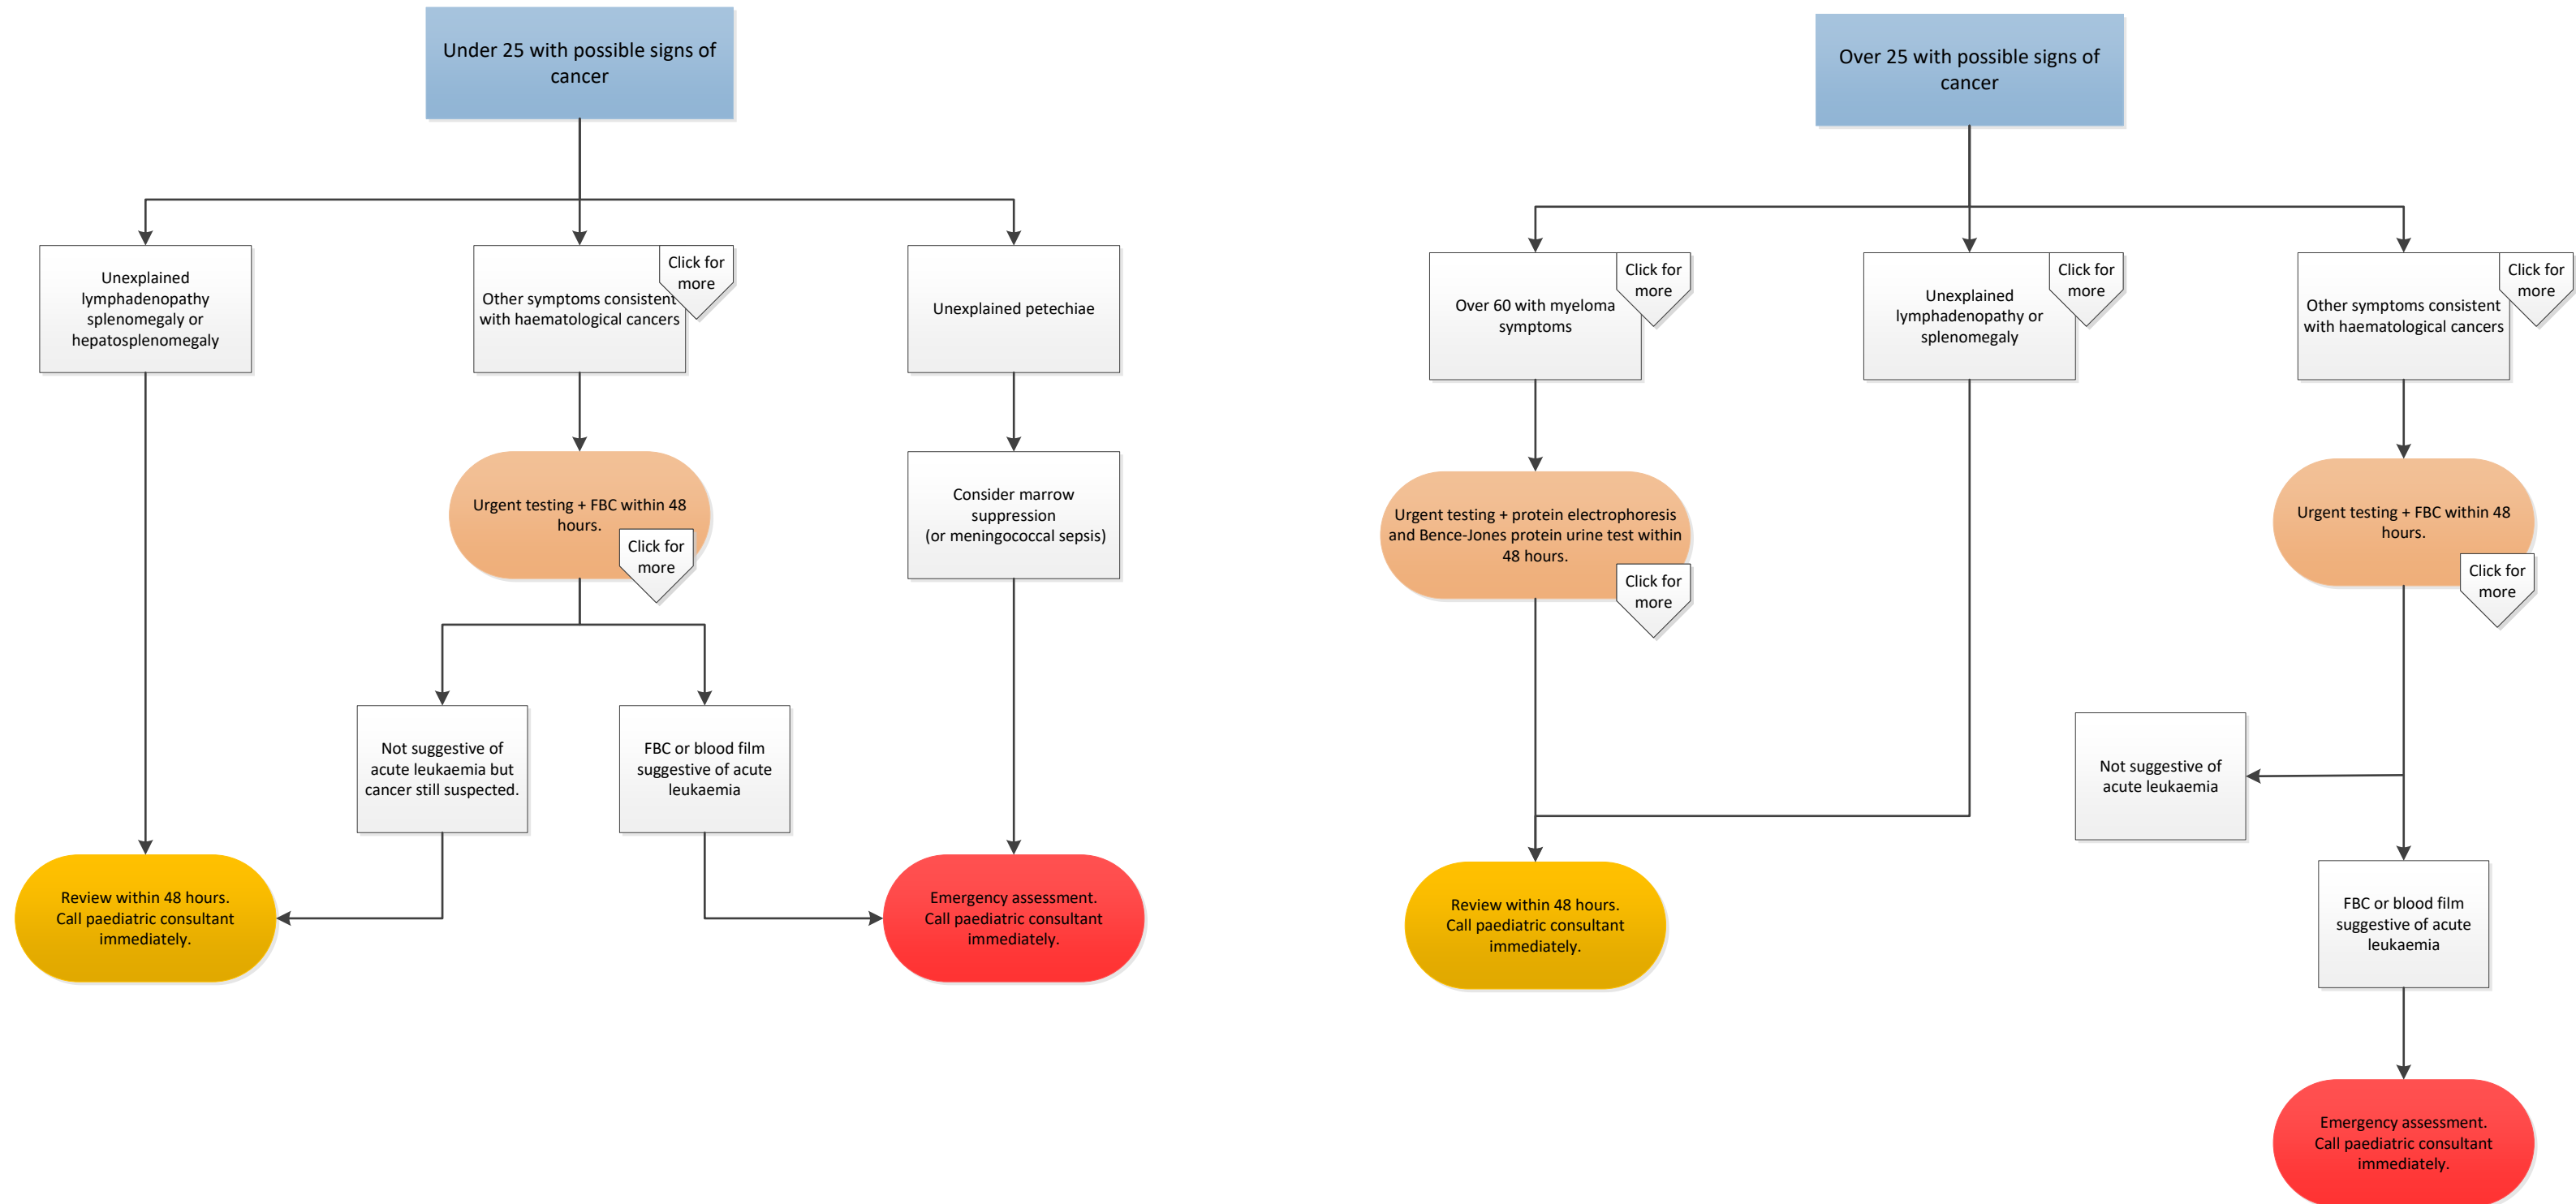 Under 25 with possible signs of
cancer
Over 25 with possible signs of
cancer
Unexplained
lymphadenopathy
splenomegaly or
hepatosplenomegaly
Click for
more
Other symptoms consistent
with haematological cancers
Unexplained petechiae
Click for
more
Over 60 with myeloma
symptoms
Click for
more
Unexplained
lymphadenopathy or
splenomegaly
Click for
more
Other symptoms consistent
with haematological cancers
Urgent testing + FBC within 48
hours.
Click for
more
Consider marrow
suppression
(or meningococcal sepsis)
Urgent testing + protein electrophoresis
and Bence-Jones protein urine test within
48 hours.
Click for
more
Urgent testing + FBC within 48
hours.
Click for
more
Not suggestive of
acute leukaemia but
cancer still suspected.
FBC or blood film
suggestive of acute
leukaemia
Not suggestive of
acute leukaemia
Review within 48 hours.
Call paediatric consultant
immediately.
Emergency assessment.
Call paediatric consultant
immediately.
Review within 48 hours.
Call paediatric consultant
immediately.
FBC or blood film
suggestive of acute
leukaemia
Emergency assessment.
Call paediatric consultant
immediately.